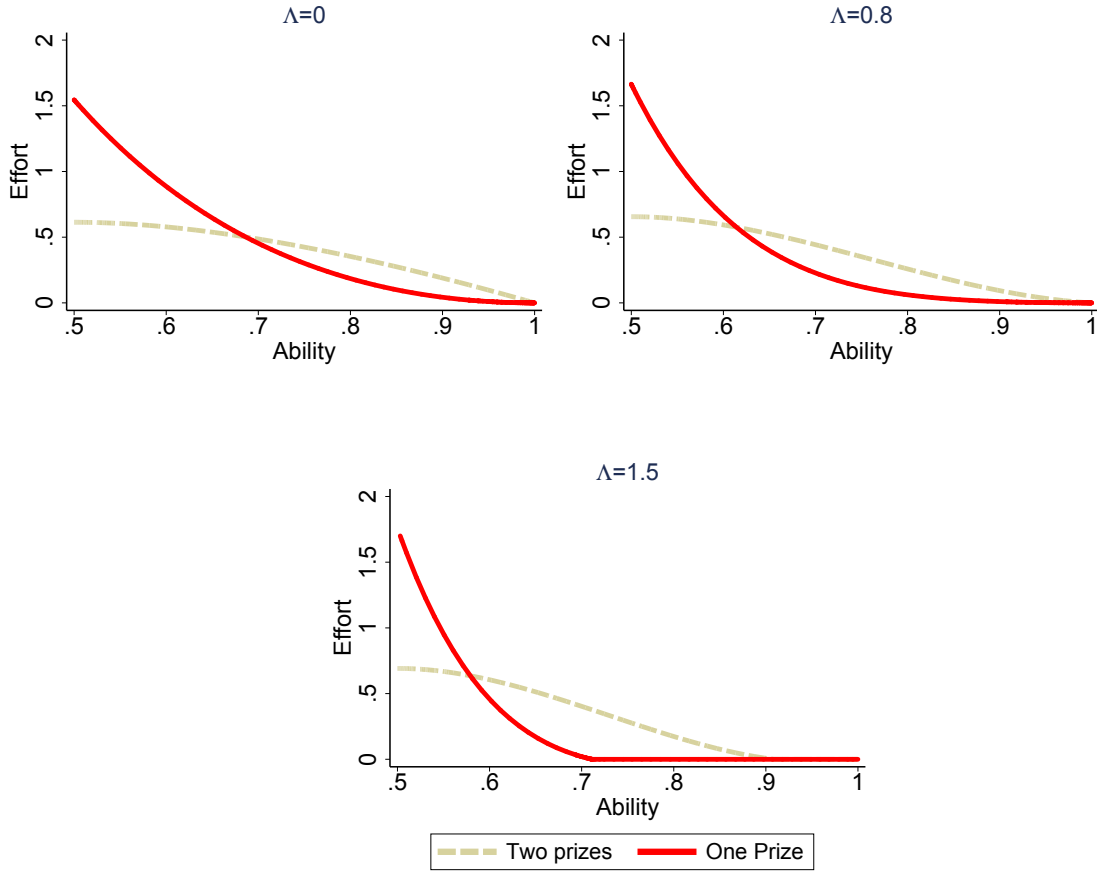 Λ=0
2
1.5
1
.5
0
Effort
.5 .6 .7 .8 .9 1
Ability
Λ=0.8
2
1.5
1
.5
0
Effort
.5 .6 .7 .8 .9 1
Ability
Λ=1.5
2
1.5
1
.5
0
Effort
.5 .6 .7 .8 .9 1
Ability
Two prizes One Prize